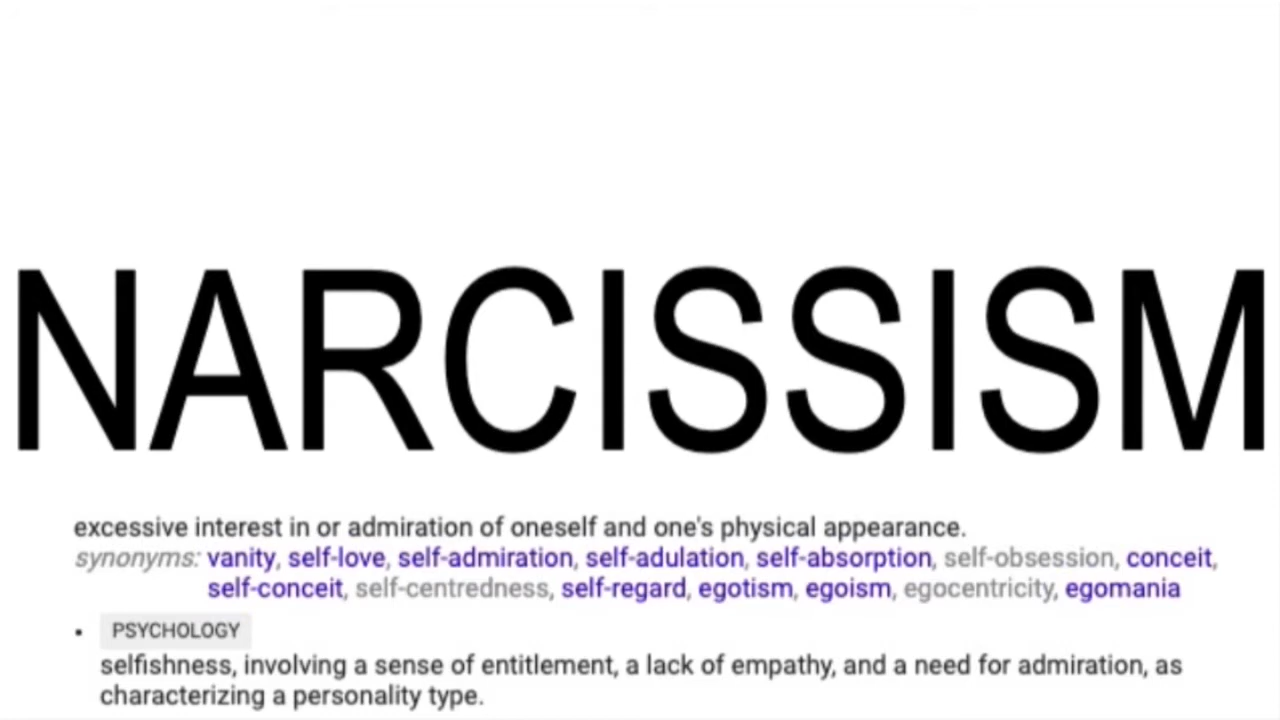 NARCISSISM
excessive interest in or admiration of oneself and one's physical appearance.
synonyms: vanity, self-love, self-admiration, self-adulation, self-absorption, self-obsession, conceit,
self-conceit, self-centredness, self-regard, egotism, egoism, egocentricity, egomania
▪ PSYCHOLOGY
selfishness, involving a sense of entitlement, a lack of empathy, and a need for admiration, as
characterizing a personality type.